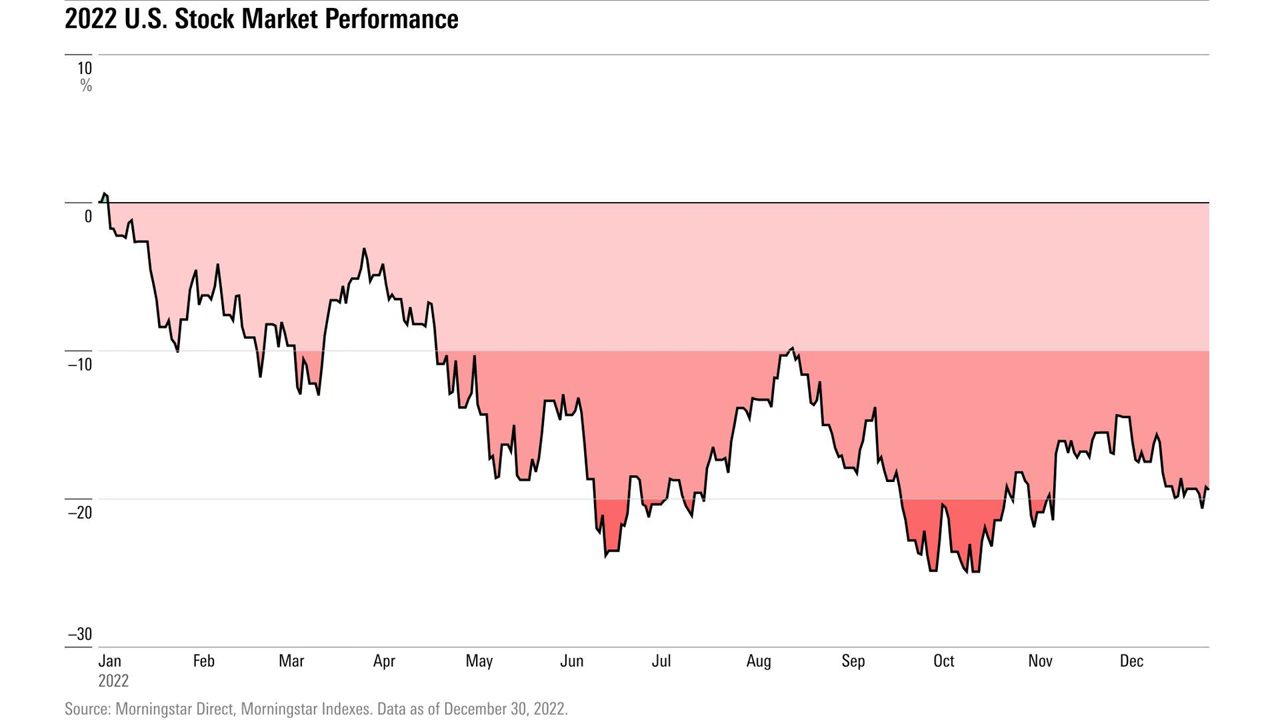 2022 U.S. Stock Market Performance
10
%
0
–10
–20
–30
Jan Feb Mar Apr May Jun Jul Aug Sep Oct Nov Dec
2022
Source: Morningstar Direct, Morningstar Indexes. Data as of December 30, 2022.